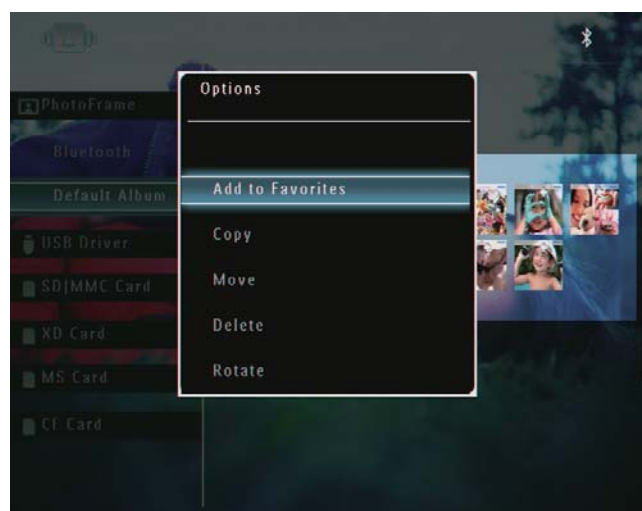 Options
Add to Favorites
Copy
Move
Delete
Rotate
PhotoFrame
Bluetooth
Default Album
USB Driver
SD|MMC Card
XD Card
MS Card
CF Card